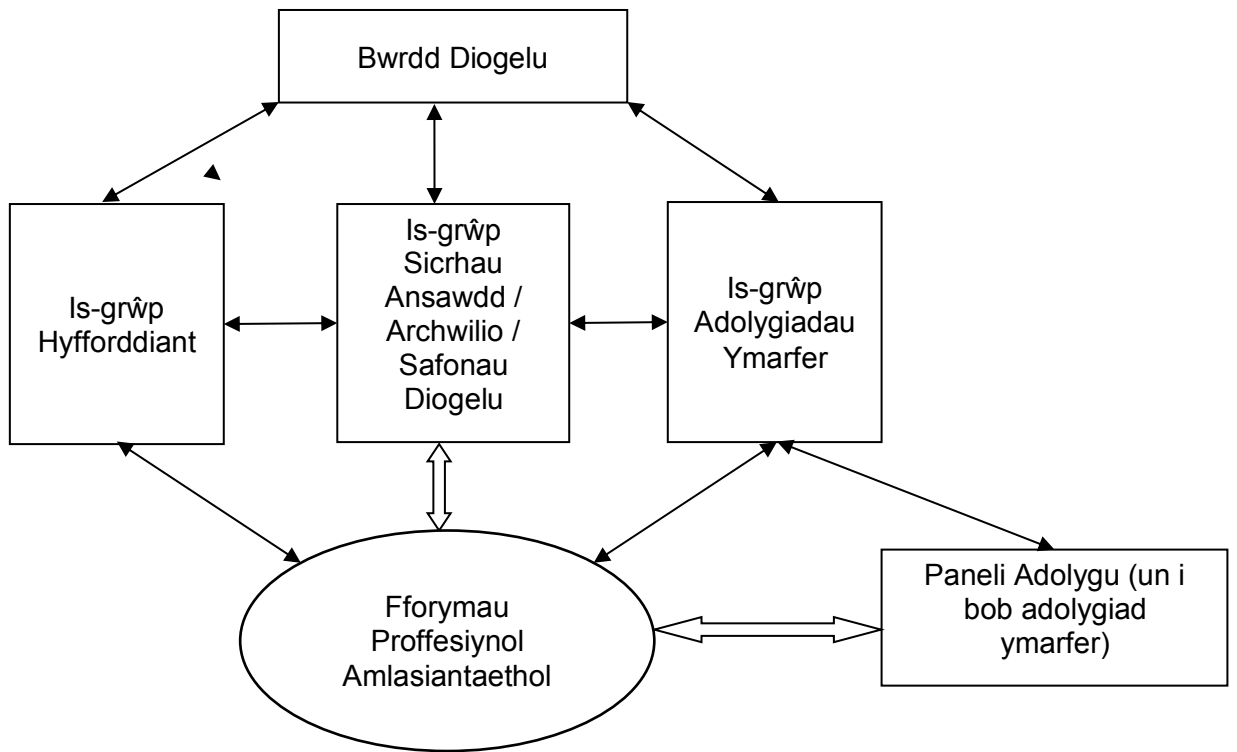 Bwrdd Diogelu
Is-grŵp
Hyfforddiant
Is-grŵp
Sicrhau
Ansawdd /
Archwilio /
Safonau
Diogelu
Is-grŵp
Adolygiadau
Ymarfer
Fforymau
Proffesiynol
Amlasiantaethol
Paneli Adolygu (un i
bob adolygiad
ymarfer)